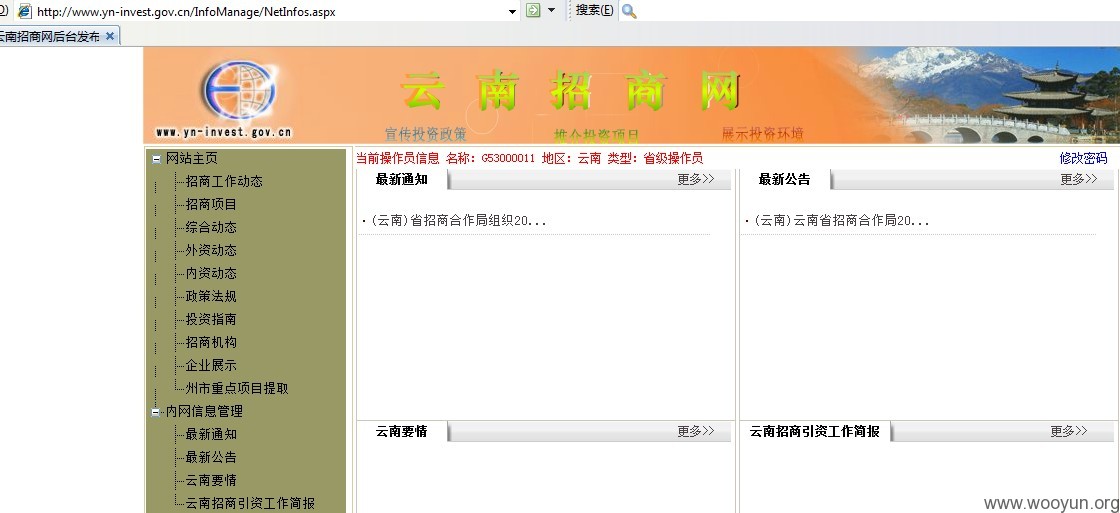 http://www.yn-invest.gov.cn/InfoManage/NetInfos.aspx
搜索(E)
云南招商网后台发布
云南招商网
www.yn-invest.gov.cn
宣传投资政策
推介投资项目
展示投资环境
网站主页
招商工作动态
招商项目
综合动态
外资动态
内资动态
政策法规
投资指南
招商机构
企业展示
州市重点项目提取
内网信息管理
最新通知
最新公告
云南要情
云南招商引资工作简报
当前操作员信息 名称: G53000011 地区: 云南 类型: 省级操作员
修改密码
最新通知
更多>>
·(云南)省招商合作局组织20...
最新公告
更多>>
·(云南)云南省招商合作局20...
云南要情
更多>>
云南招商引资工作简报
更多>>
www.wooyun.org